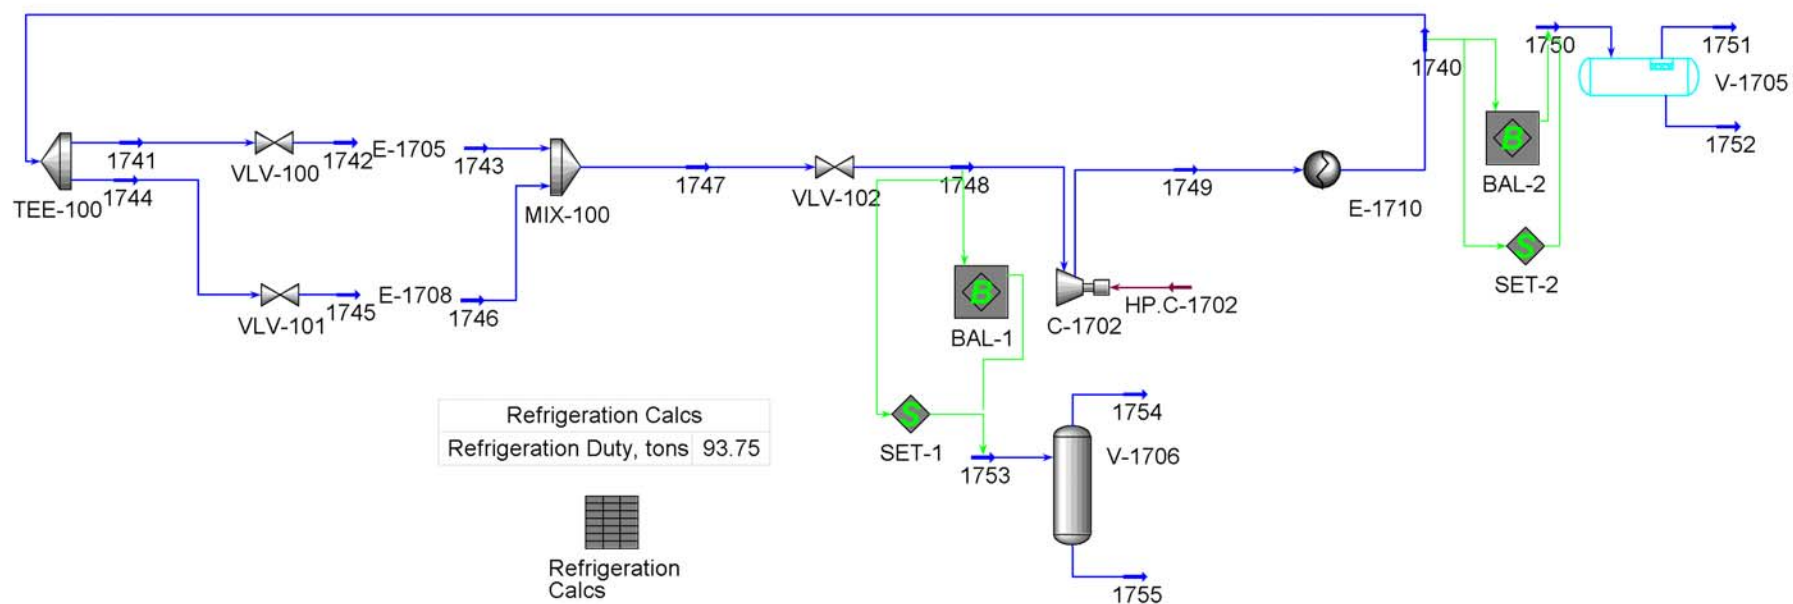 1750
1751
1740
V-1705
1752
1741
1742
E-1705
1743
VLV-100
1744
TEE-100
1747
VLV-102
1748
1749
MIX-100
BAL-2
E-1710
B
S
SET-2
1745
E-1708
1746
VLV-101
B
BAL-1
C-1702
HP.C-1702
Refrigeration Calcs
Refrigeration Duty, tons 93.75
S
SET-1
1753
1754
V-1706
1755
Refrigeration
Calcs